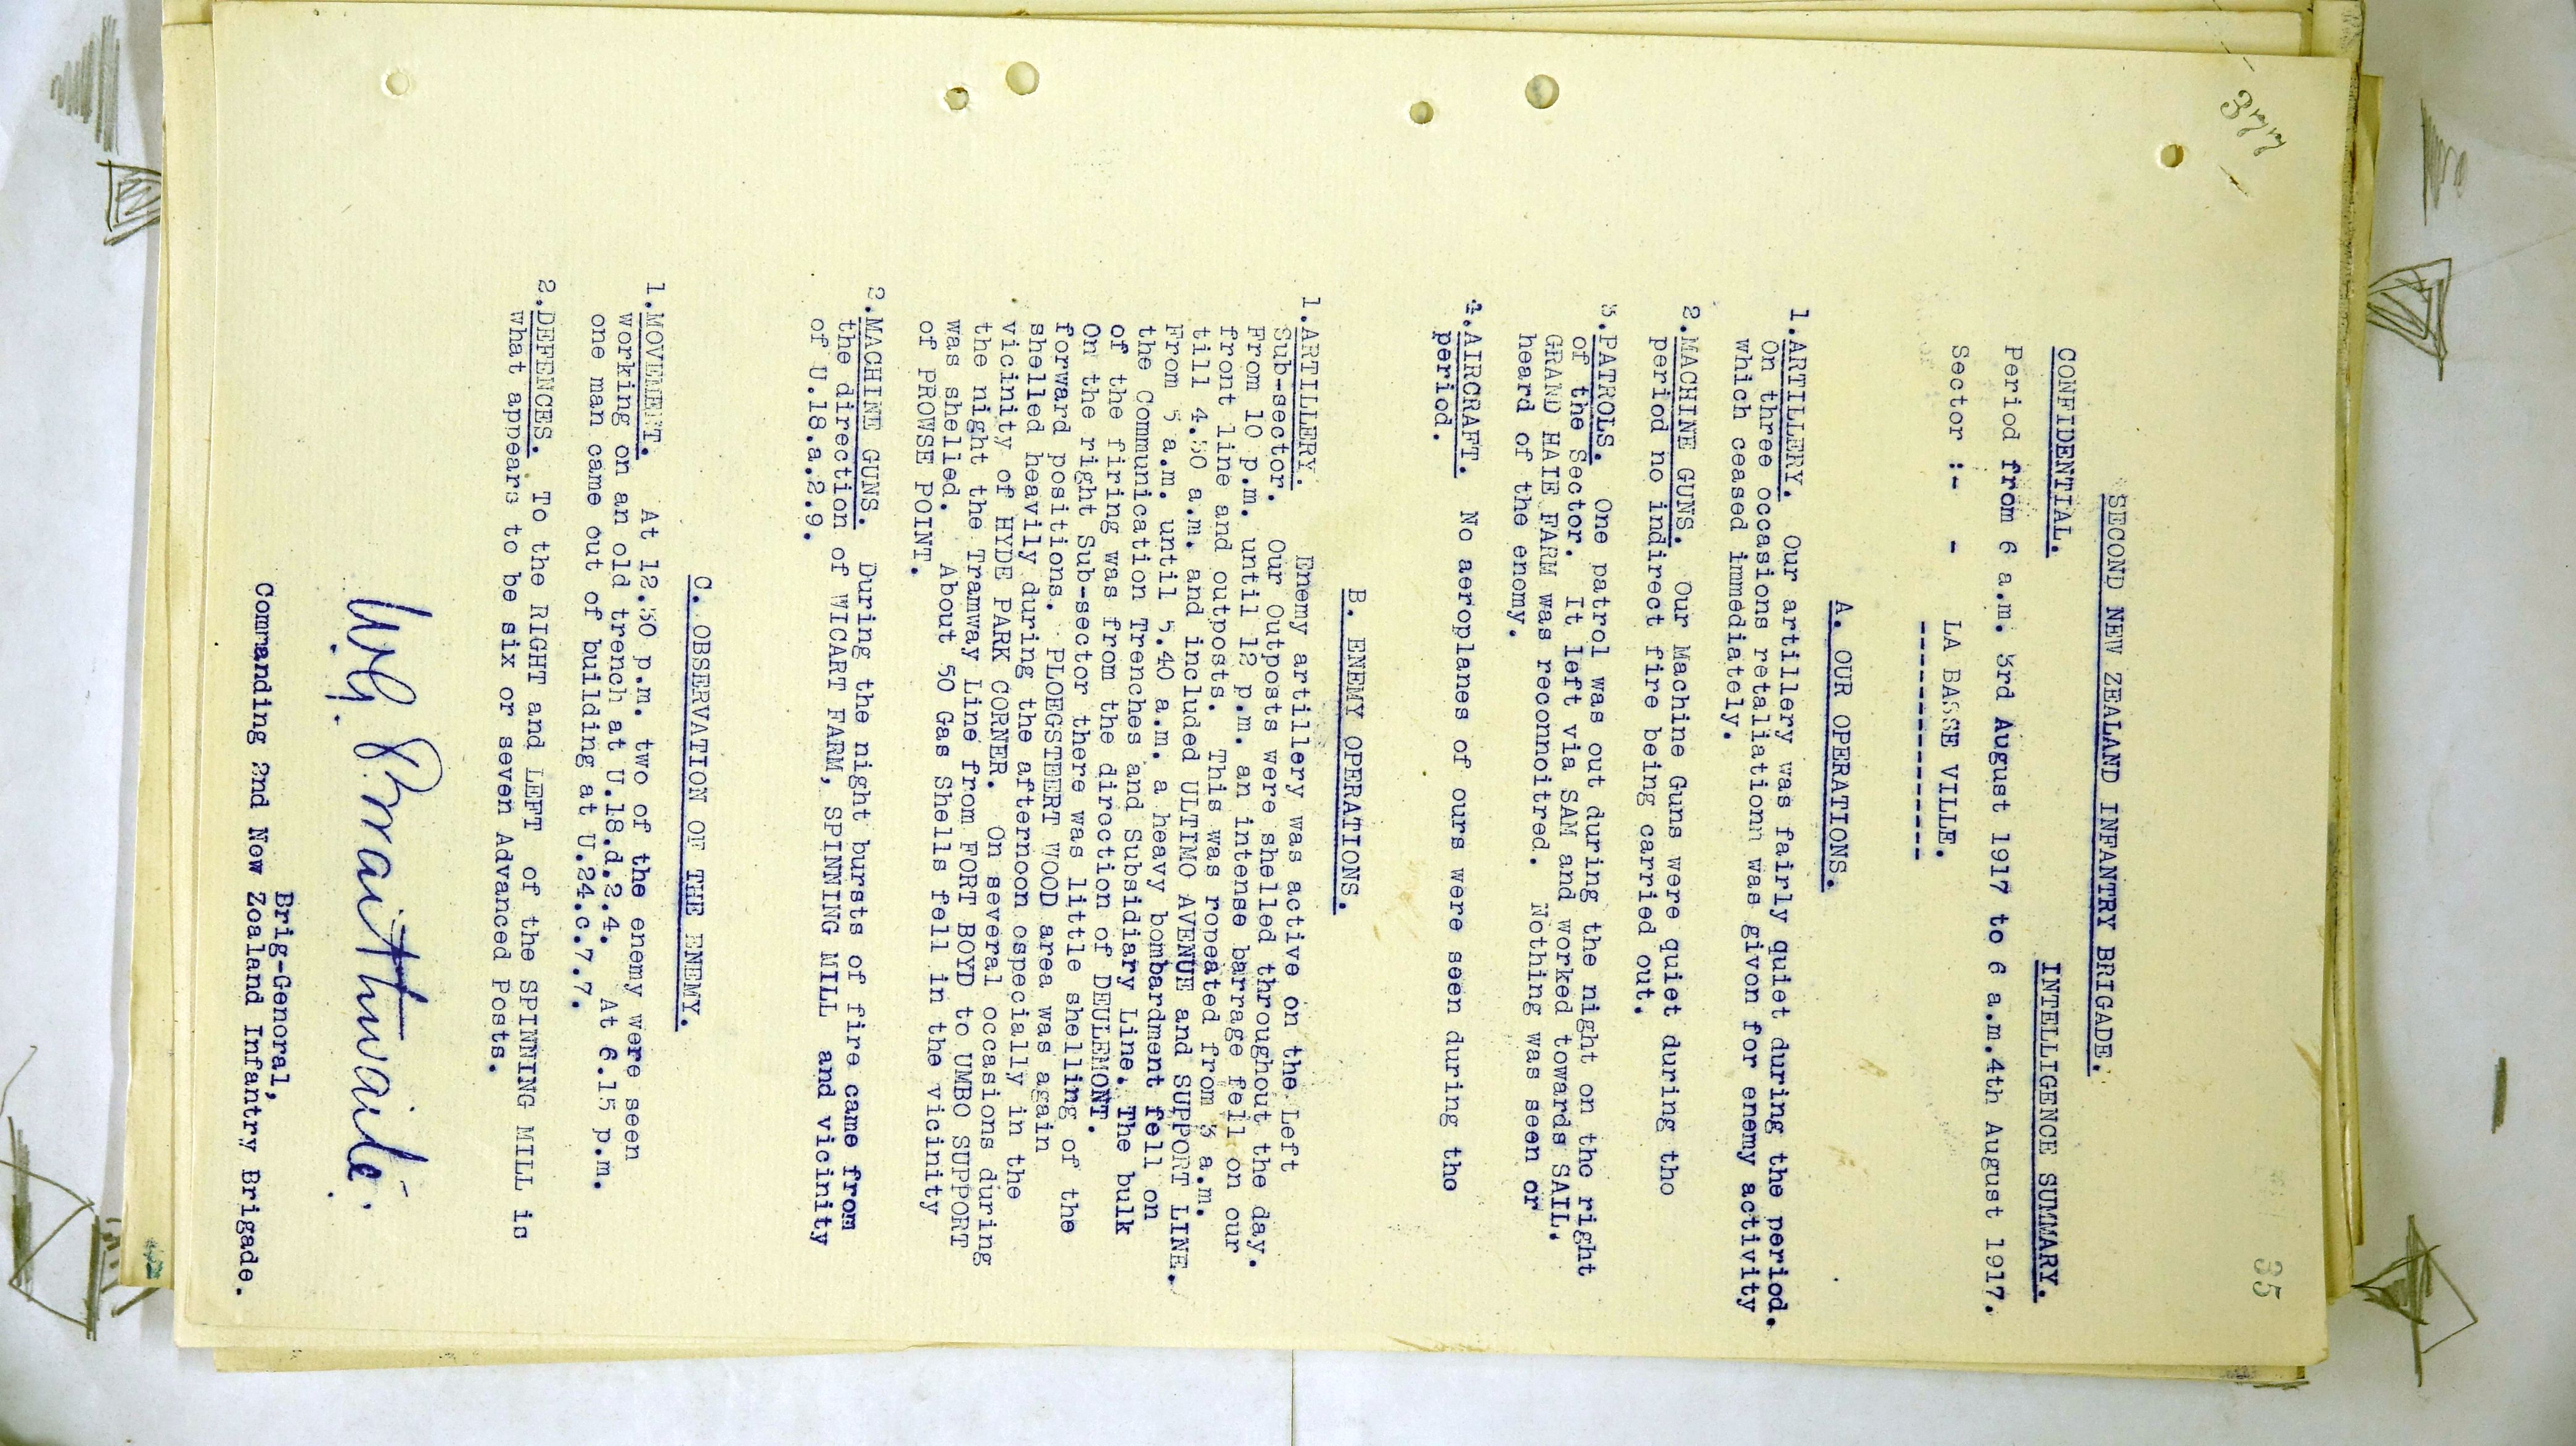 35
377
SECOND NEW ZEALAND INFANTRY BRIGADE.
CONFIDENTIAL. INTELLIGENCE SUMMARY.
Period from 6 a.m. 3rd August 1917 to 6 a.m.4th August 1917.
Sector :- - LA BASSE VILLE.
---------------
A. OUR OPERATIONS.
1.ARTILLERY. Our artillery was fairly quiet during the period.
On three occasions retaliationn was givon for enemy activity
which ceased immediately.
2.MACHINE GUNS. Our Machine Guns were quiet during tho
period no indirect fire being carried out.
3.PATROLS. One patrol was out during the night on the right
of the Sector. It left via SAM and worked towards SAIL.
GRAND HAIE FARM was reconnoitred. Nothing was seen or
heard of the enemy.
4.AIRCRAFT. No aeroplanes of ours were seen during tho
period.
B. ENEMY OPERATIONS.
1.ARTILLERY. Enemy artillery was active on the Left
Sub-sector. Our Outposts were shelled throughout the day.
From 10 p.m. until 12 p.m. an intense barrage fell on our
front line and outposts. This was ropeated from 3 a.m.
till 4.30 a.m. and included ULTIMO AVENUE and SUPPORT LINE.
From 5 a.m. until 5.40 a.m. a heavy bombardment fell on
the Communication Trenches and Subsidiary Line. The bulk
of the firing was from the direction of DEULEMONT.
On the right Sub-sector there was little shelling of the
forward positions. PLOEGSTEERT WOOD area was again
shelled heavily during the afternoon ospecially in the
vicinity of HYDE PARK CORNER. On several occasions during
the night the Tramway Line from FORT BOYD to UMBO SUPPORT
was shelled. About 50 Gas Shells fell in the vicinity
of PROWSE POINT.
2.MACHINE GUNS. During the night bursts of fire came from
the direction of WICART FARM, SPINNING MILL and vicinity
of U.18.a.2.9.
C. OBSERVATION OF THE ENEMY.
1.MOVEMENT. At 12.30 p.m. two of the enemy were seen
working on an old trench at U.18.d.2.4. At 6.15 p.m.
one man came out of building at U.24.c.7.7.
2.DEFENCES. To the RIGHT and LEFT of the SPINNING MILL is
what appears to be six or seven Advanced Posts.
W.G. Braithwaite.
Brig-Genoral,
Commanding 2nd Now Zoaland Infantry Brigade.